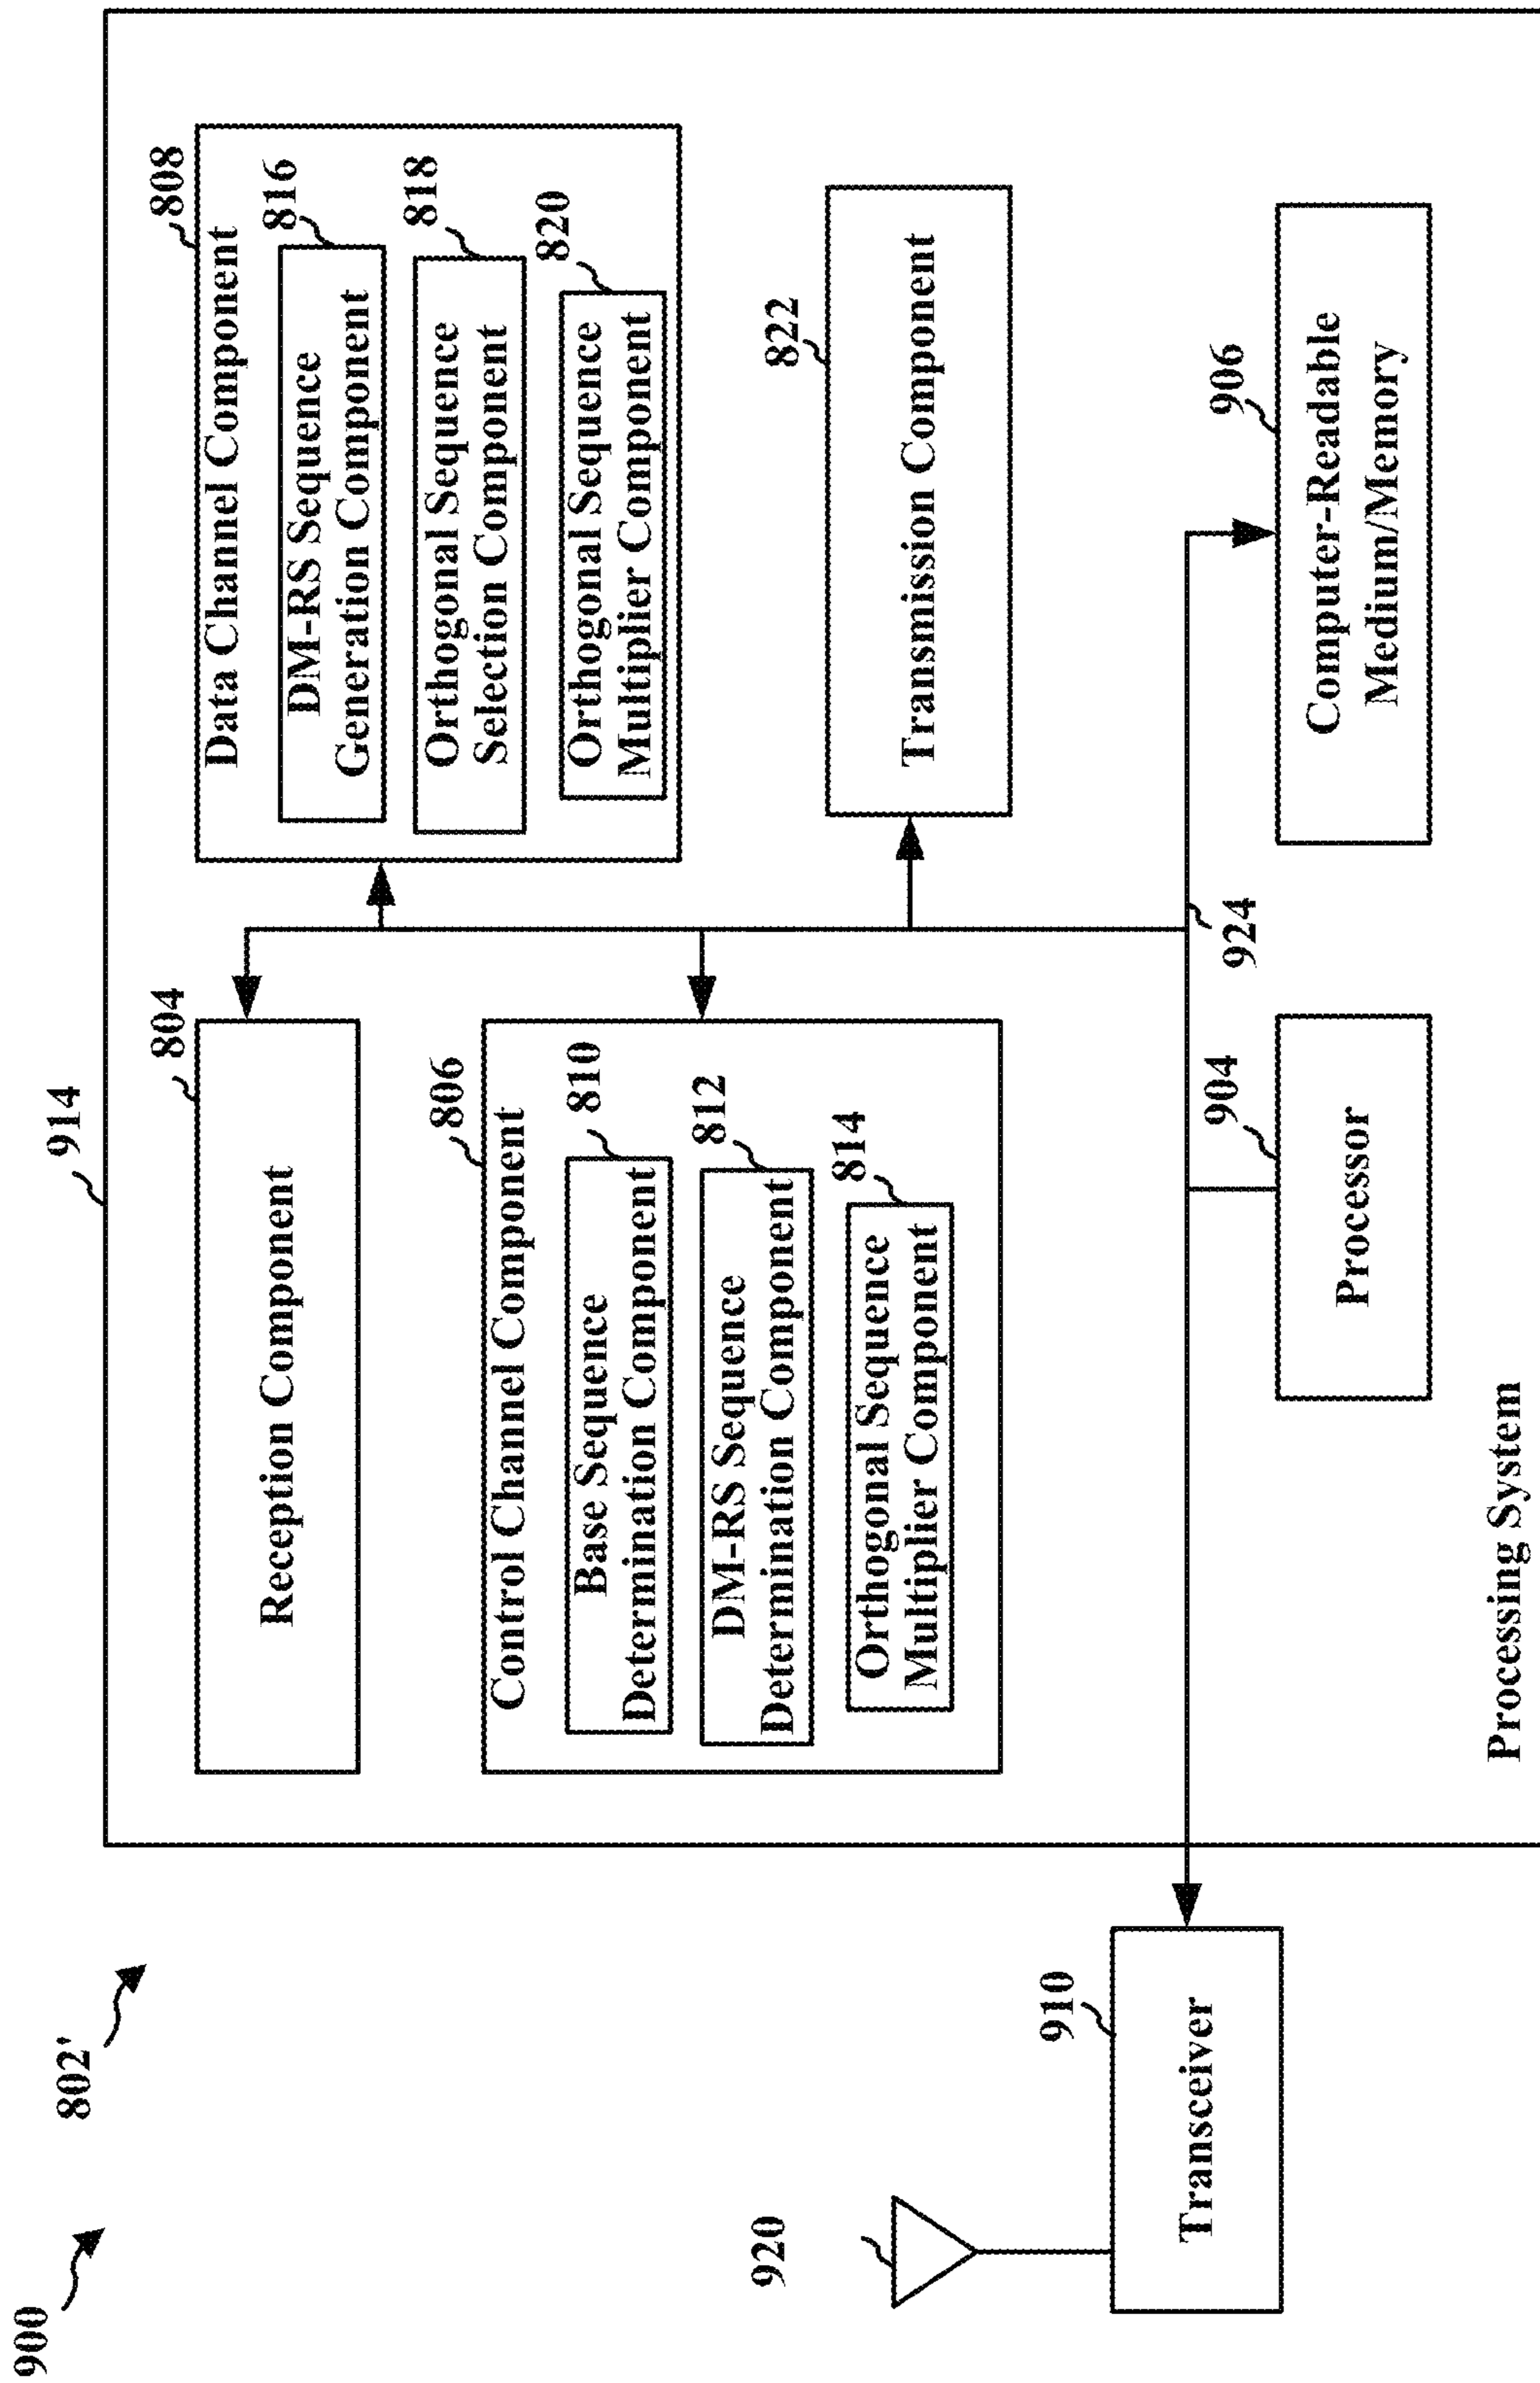 900
802'
914
804
Reception Component
806
Control Channel Component
810
Base Sequence
Determination Component
812
DM-RS Sequence
Determination Component
814
Orthogonal Sequence
Multiplier Component
808
Data Channel Component
816
DM-RS Sequence
Generation Component
818
Orthogonal Sequence
Selection Component
820
Orthogonal Sequence
Multiplier Component
822
Transmission Component
920
910
Transceiver
924
904
Processor
906
Computer-Readable
Medium/Memory
Processing System